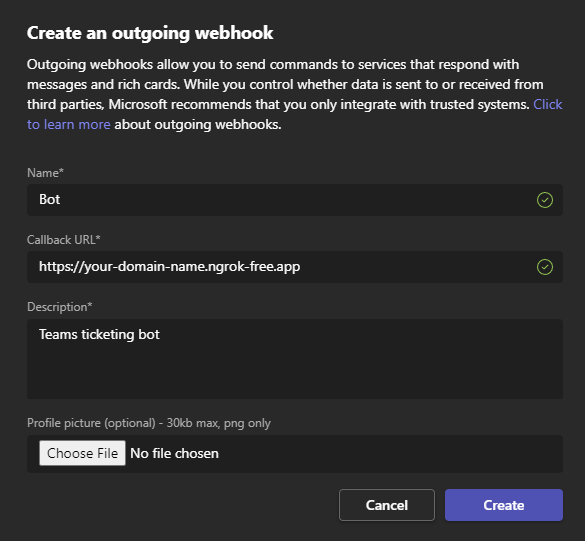 Create an outgoing webhook
Outgoing webhooks allow you to send commands to services that respond with
messages and rich cards. While you control whether data is sent to or received from
third parties, Microsoft recommends that you only integrate with trusted systems. Click
to learn more about outgoing webhooks.
Name*
Bot
Callback URL*
https://your-domain-name.ngrok-free.app
Description*
Teams ticketing bot
Profile picture (optional) - 30kb max, png only
Choose File No file chosen
Cancel Create